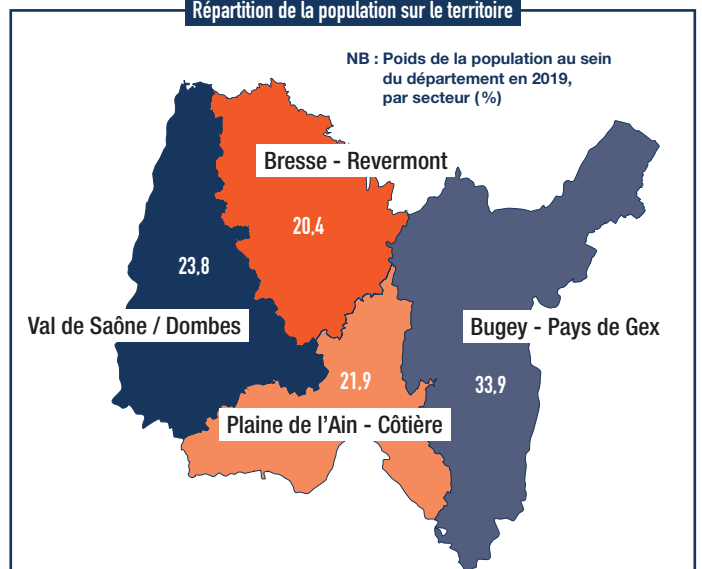 Répartition de la population sur le territoire
NB : Poids de la population au sein
du département en 2019,
par secteur (%)
Bresse - Revermont
20,4
23,8
Val de Saône / Dombes
Bugey - Pays de Gex
21,9
33,9
Plaine de l'Ain - Côtière